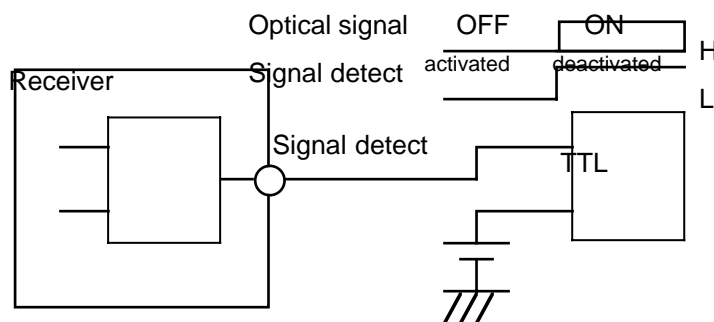 Optical signal OFF ON
H
Signal detect activated deactivated
Receiver
L
Signal detect
TTL